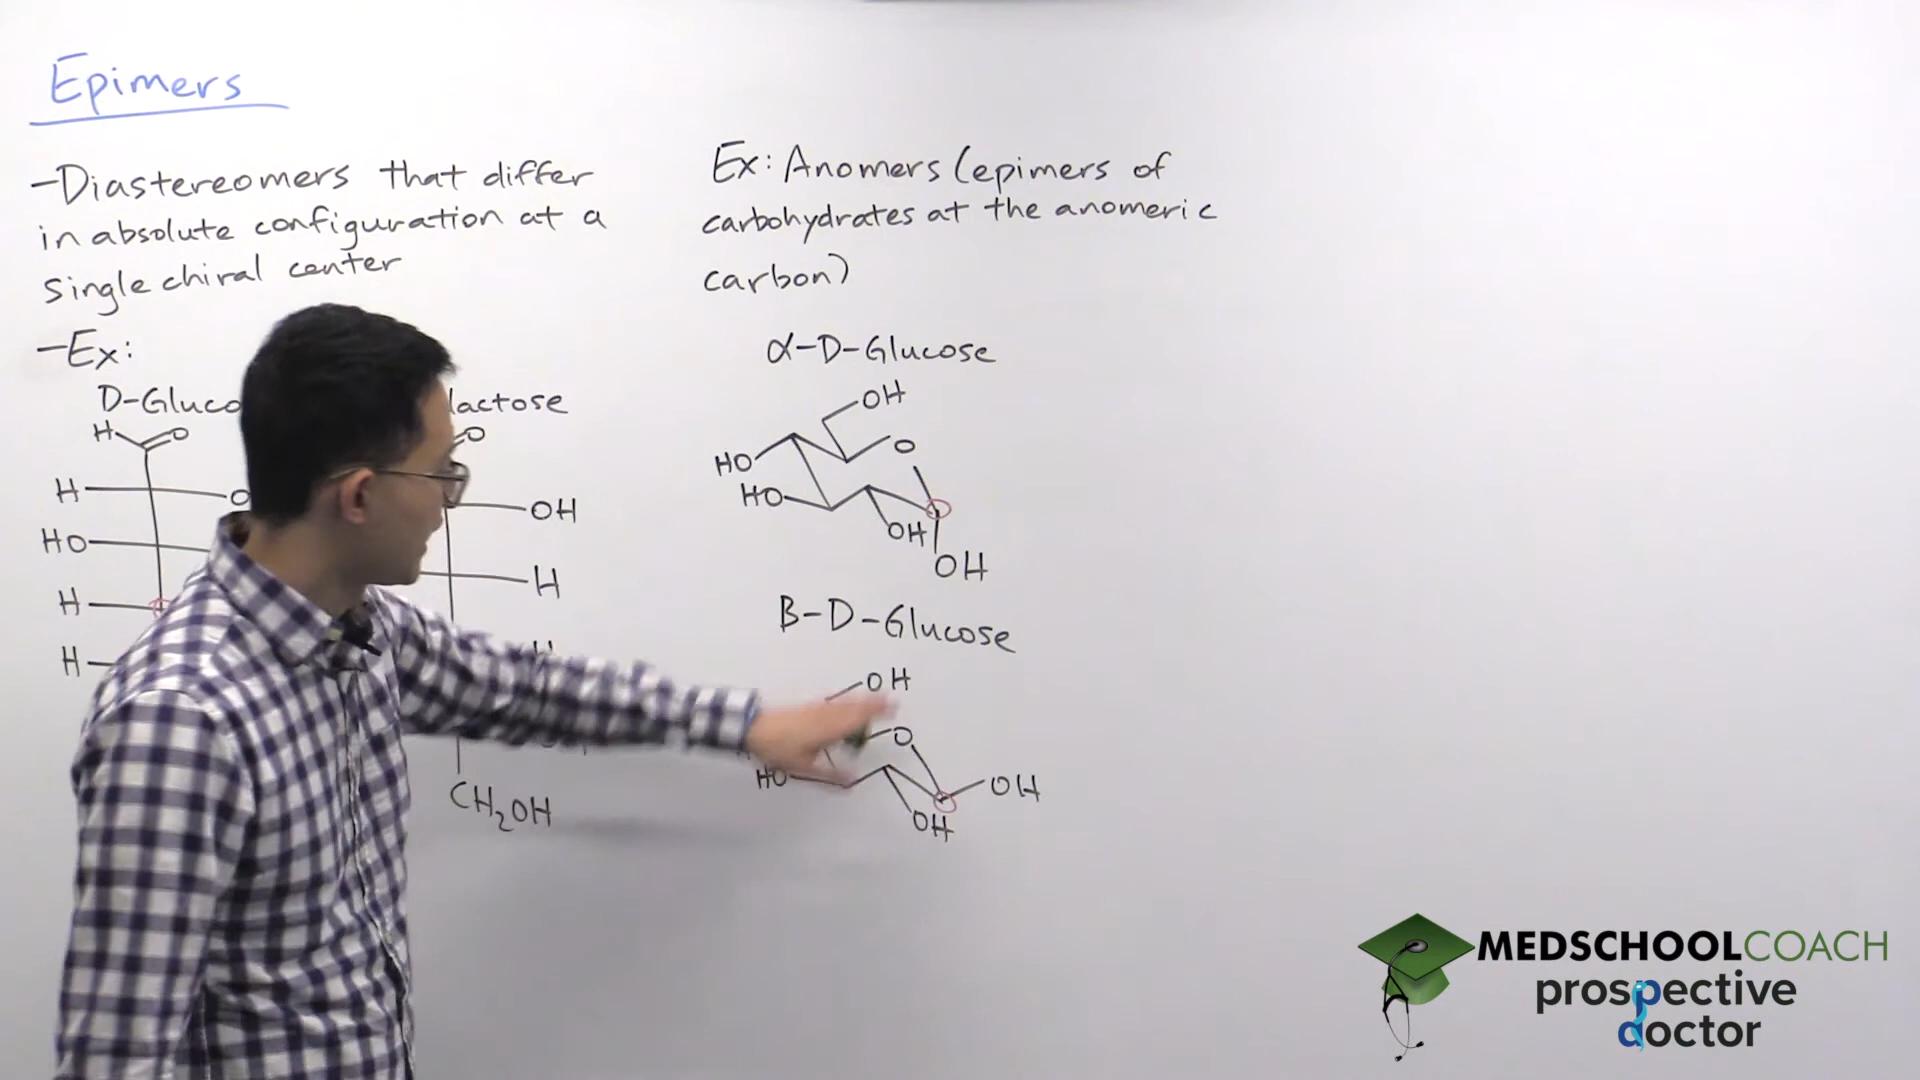 Epimers
-Diastereomers that differ
in absolute configuration at a
single chiral center
-Ex:
D-Gluco
lactose
H O
O
H O
OH
HO
H
H
H
H
CH2OH
Ex: Anomers (epimers of
carbohydrates at the anomeric
carbon)
α-D-Glucose
OH
O
HO
HO
OH
OH
β-D-Glucose
OH
O
HO
OH
OH
MEDSCHOOLCOACH
prospective
doctor